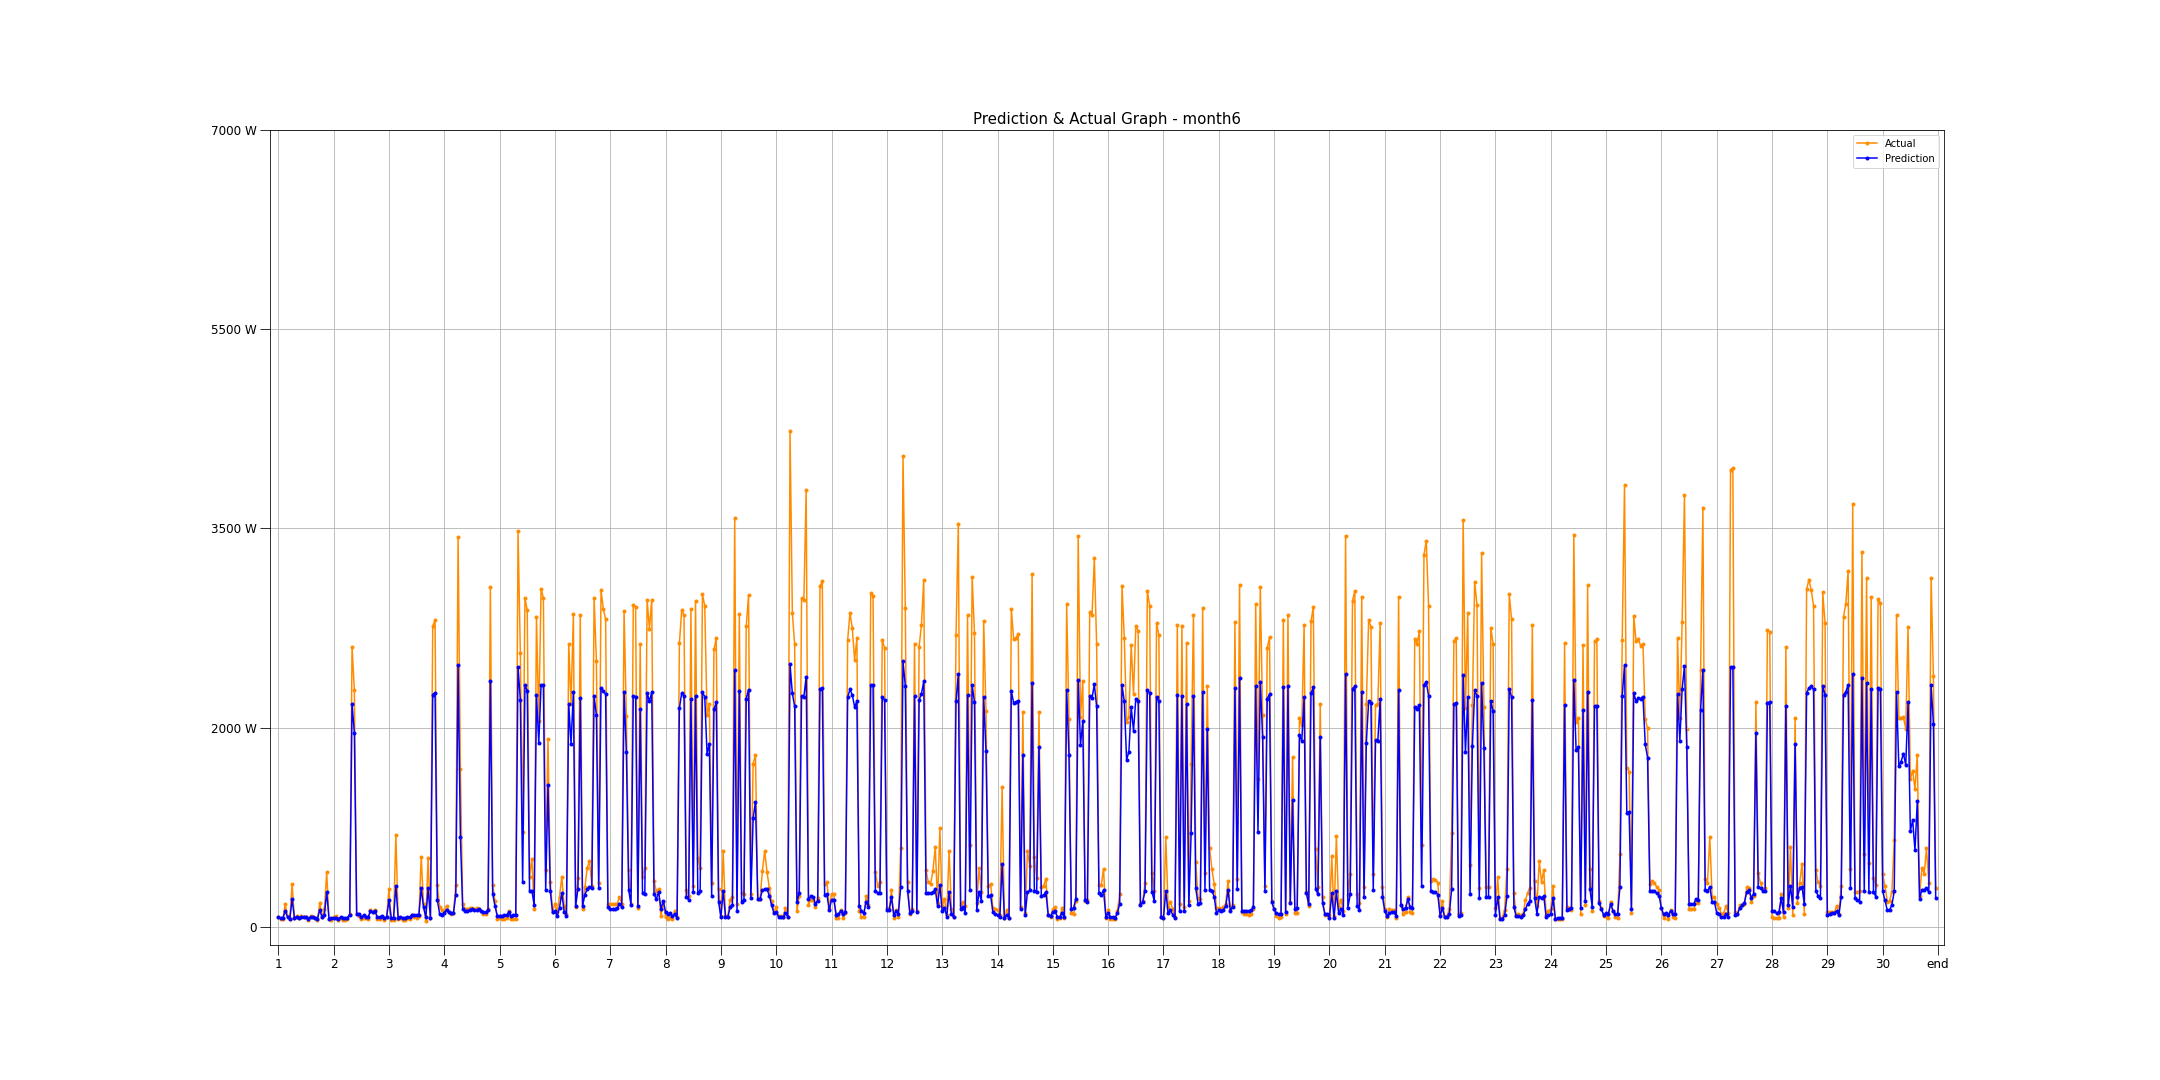 Prediction & Actual Graph - month6
7000 W
5500 W
3500 W
2000 W
0
Actual
Prediction
1 2 3 4 5 6 7 8 9 10 11 12 13 14 15 16 17 18 19 20 21 22 23 24 25 26 27 28 29 30 end